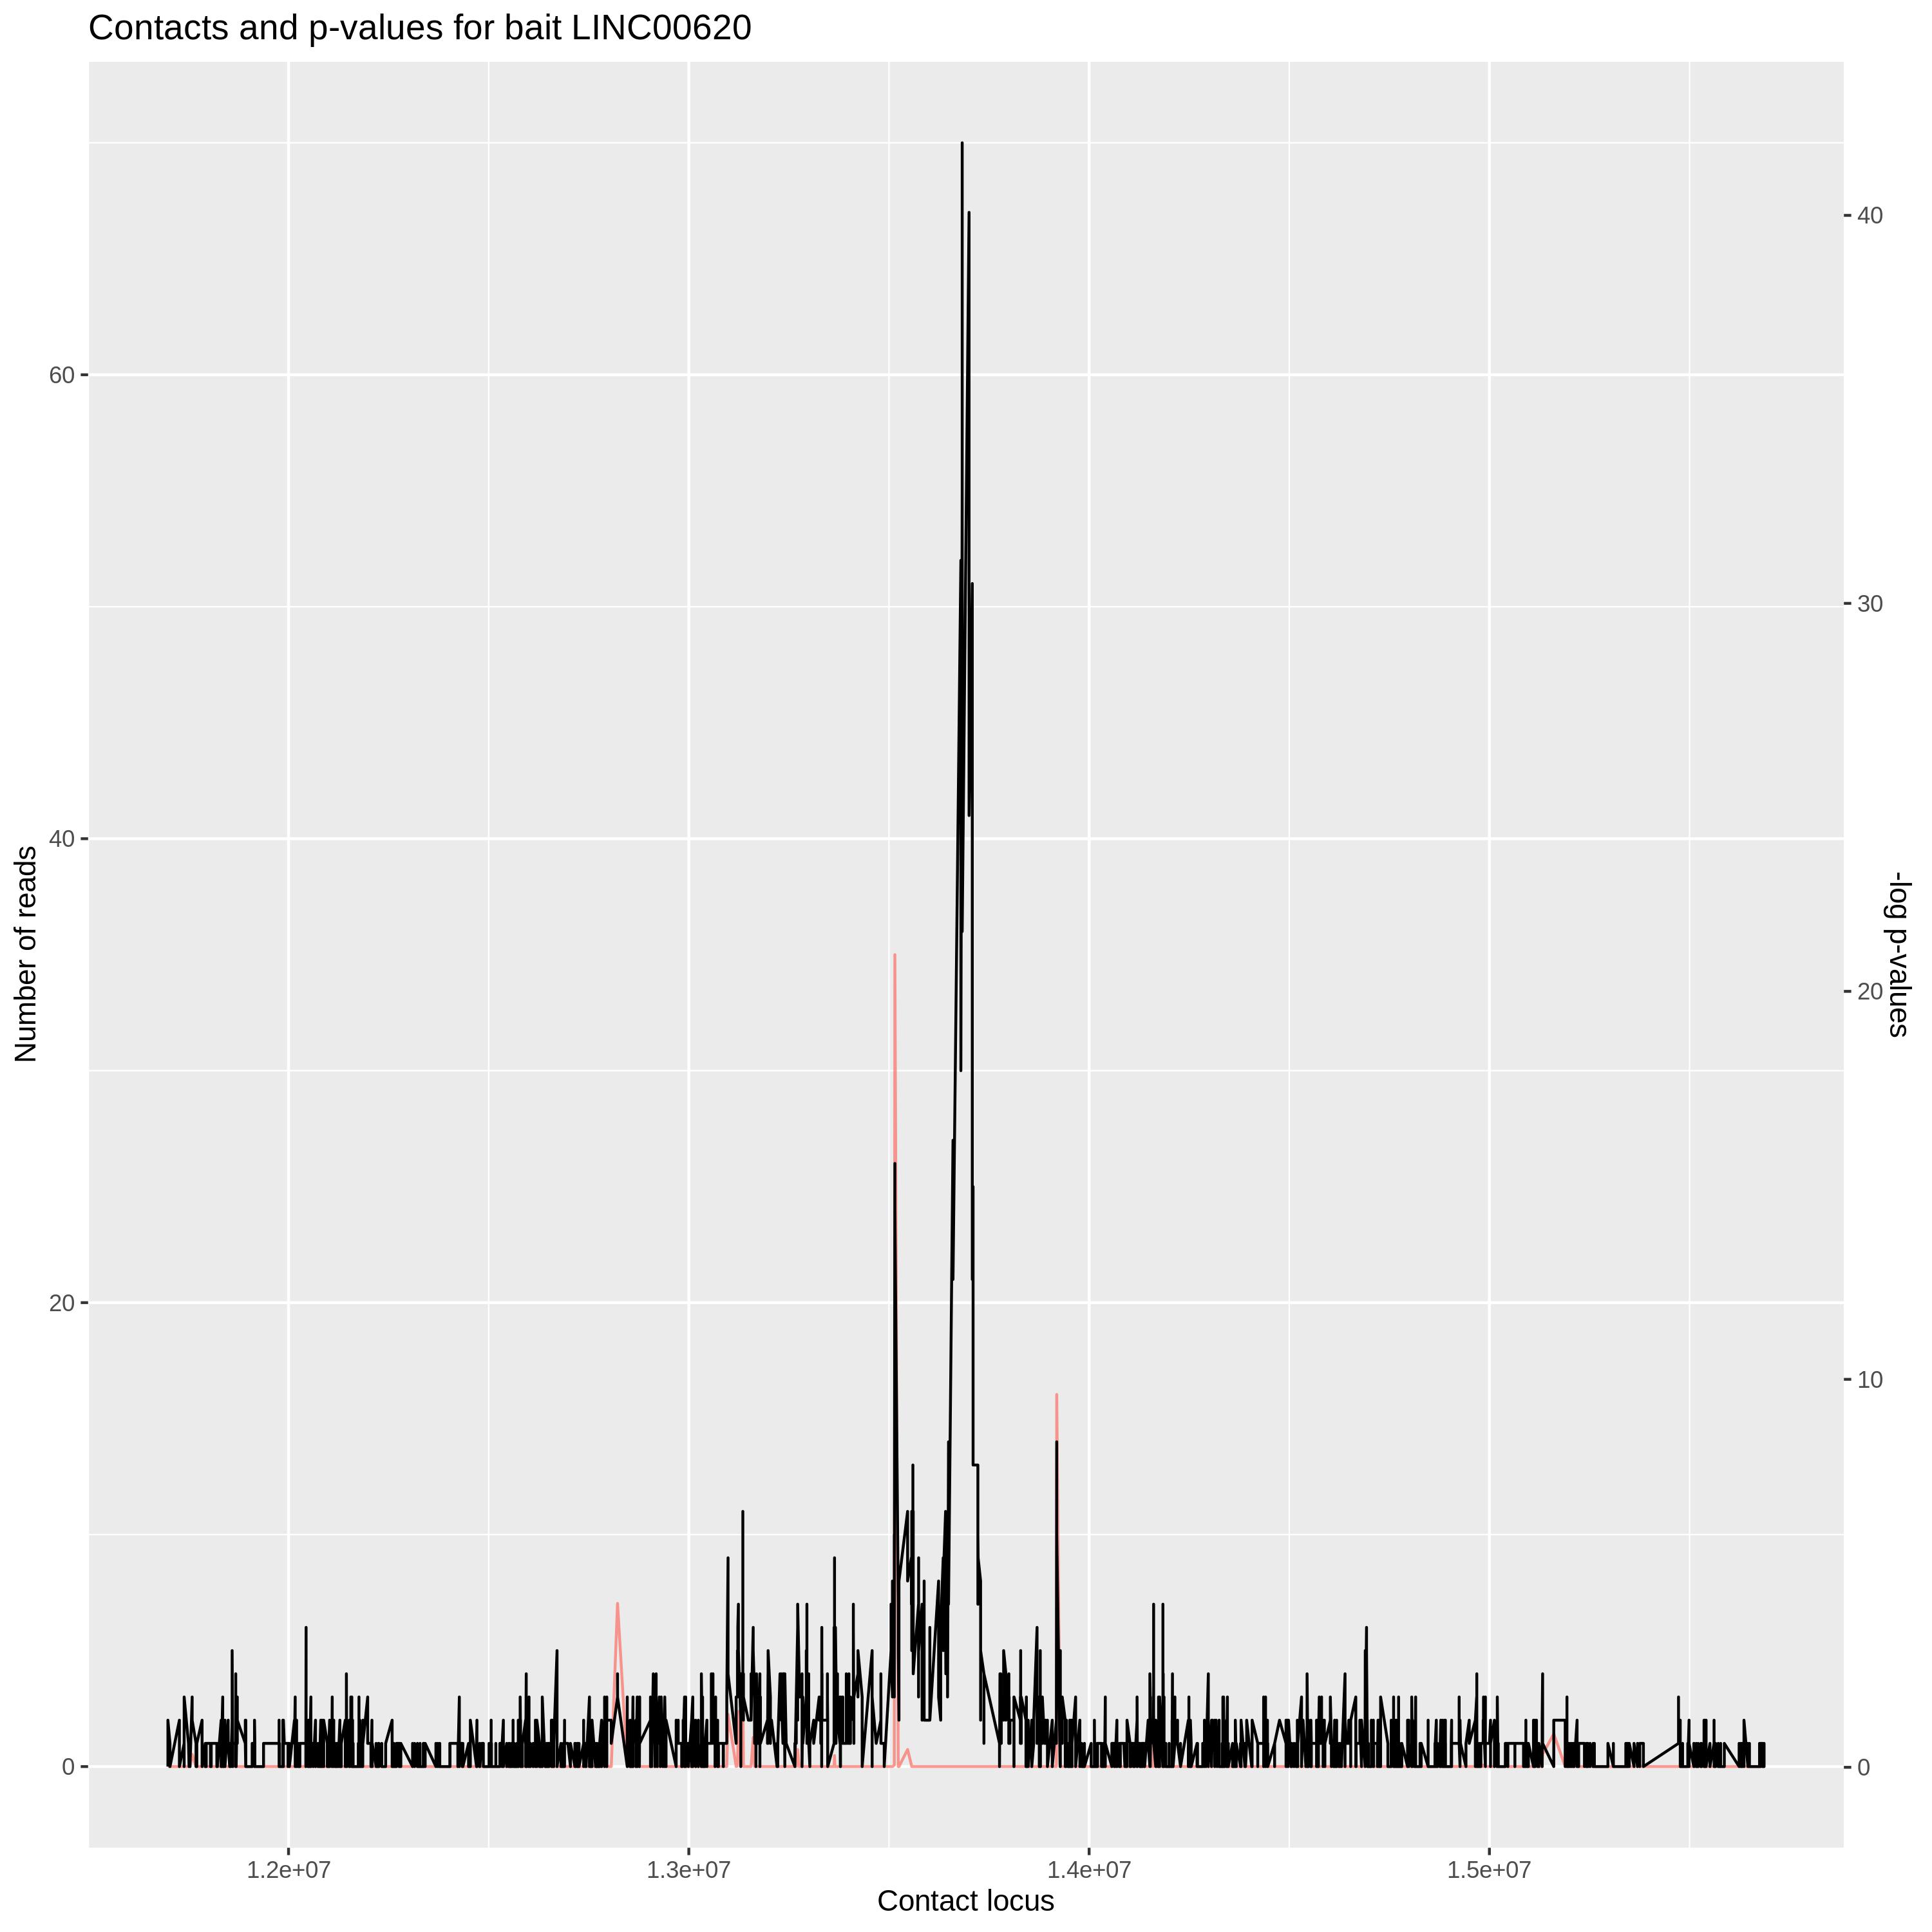 Contacts and p-values for bait LINC00620
60
40
20
0
40
30
20
10
0
Number of reads
-log p-values
1.2e+07 1.3e+07 1.4e+07 1.5e+07
Contact locus